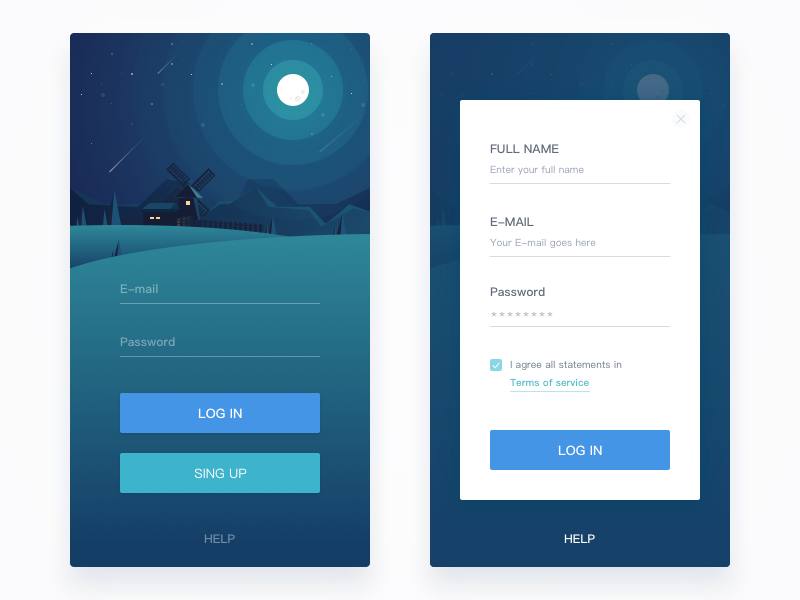 E-mail
Password
LOG IN
SING UP
HELP
FULL NAME
Enter your full name
E-MAIL
Your E-mail goes here
Password
********
I agree all statements in
Terms of service
LOG IN
HELP